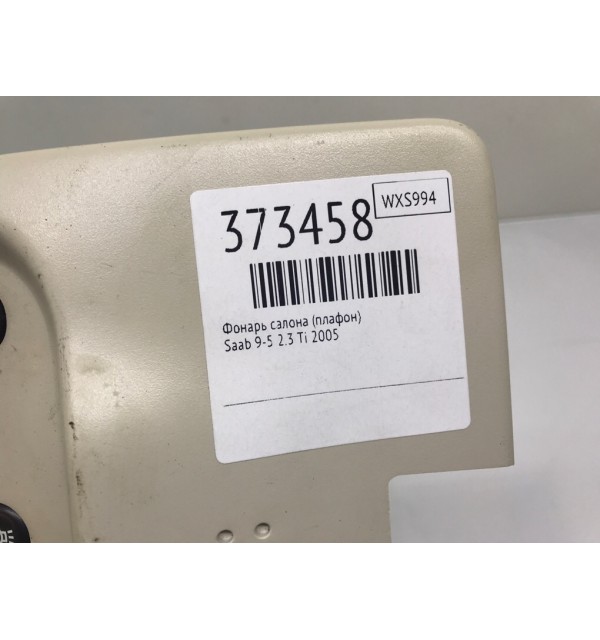 373458
WXS994
Фонарь салона (плафон)
Saab 9-5 2.3 Ti 2005